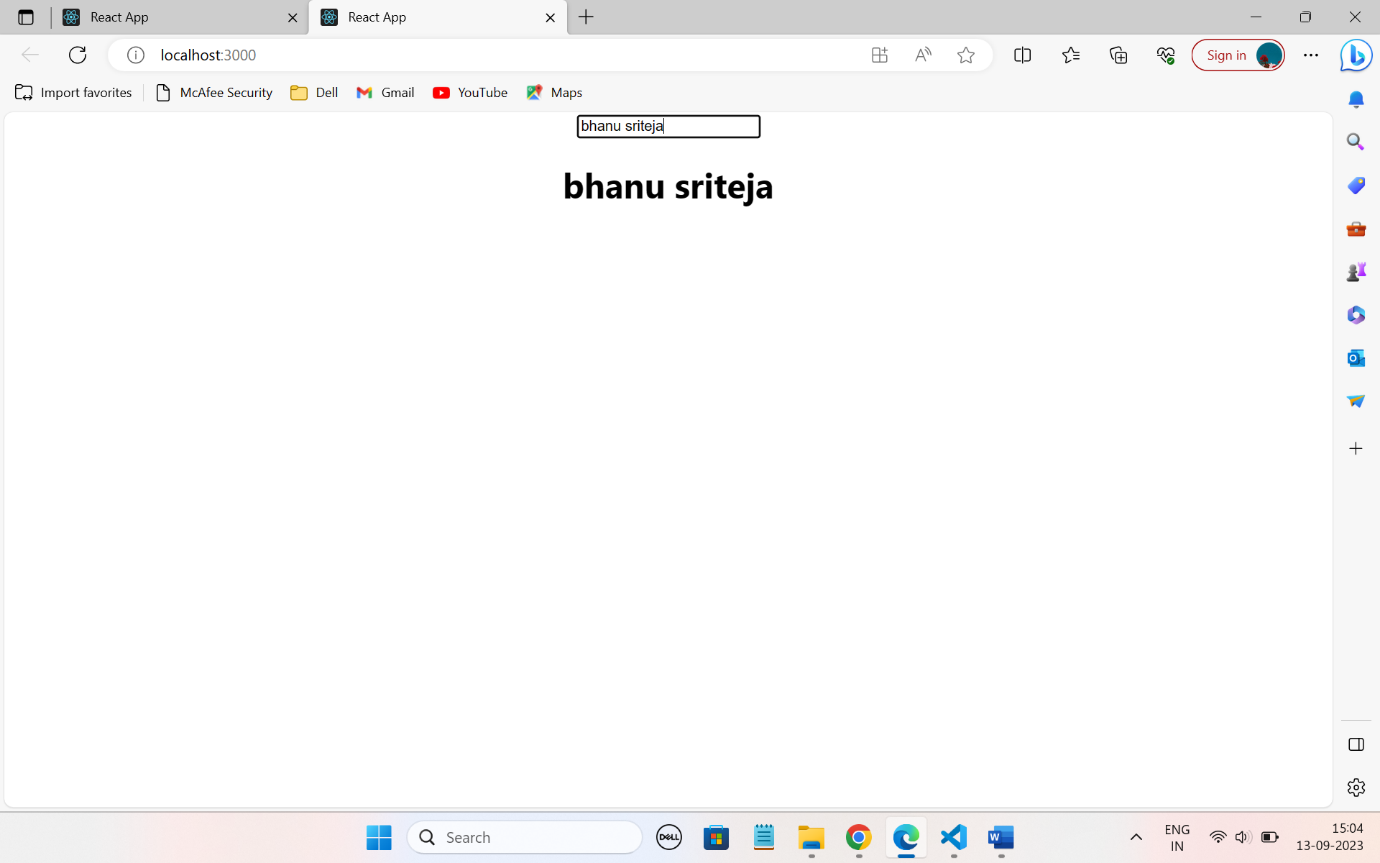 React App
React App
localhost:3000
Sign in
Import favorites
McAfee Security
Dell
Gmail
YouTube
Maps
bhanu sriteja
bhanu sriteja
Search
DELL
ENG
IN
15:04
13-09-2023